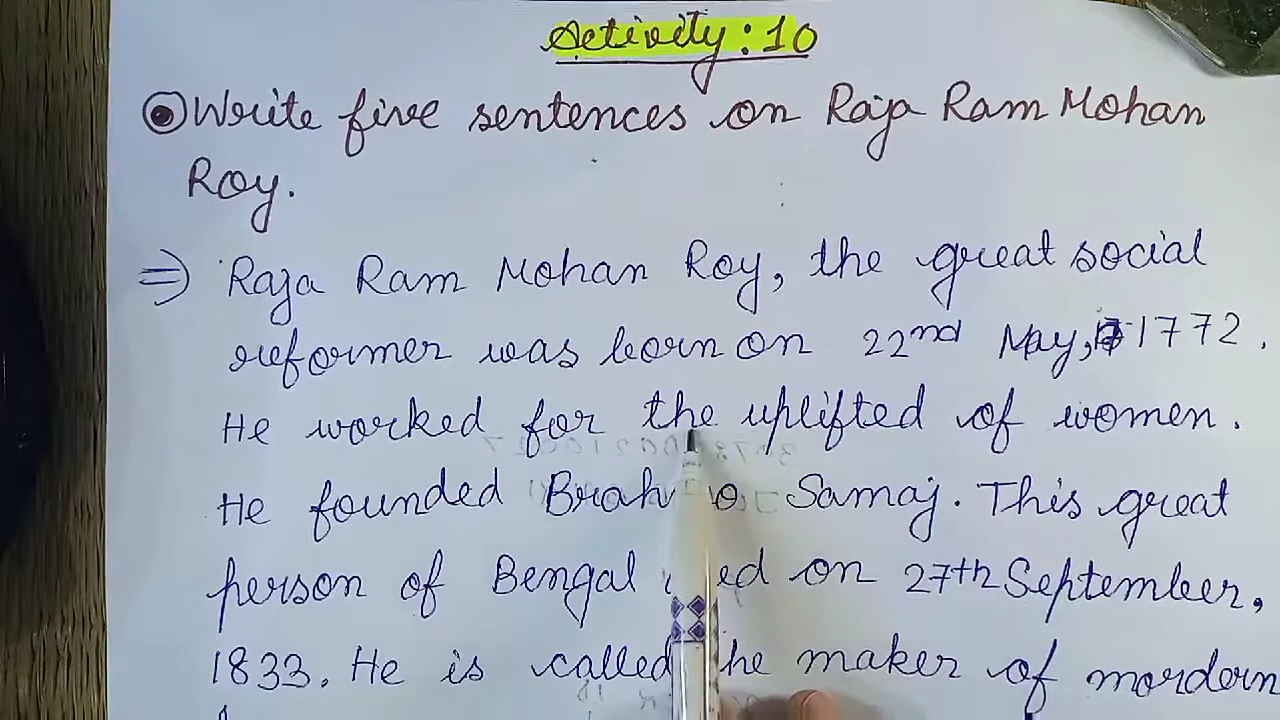 Activity: 10
Write five sentences on Raja Ram Mohan
Roy.
⇒ Raja Ram Mohan Roy, the great social
reformer was born on 22nd May, 1772.
He worked for the uplifted of women.
He founded Samaj. This great
person of Bengal on 27th September,
1833. He is called maker of mordern